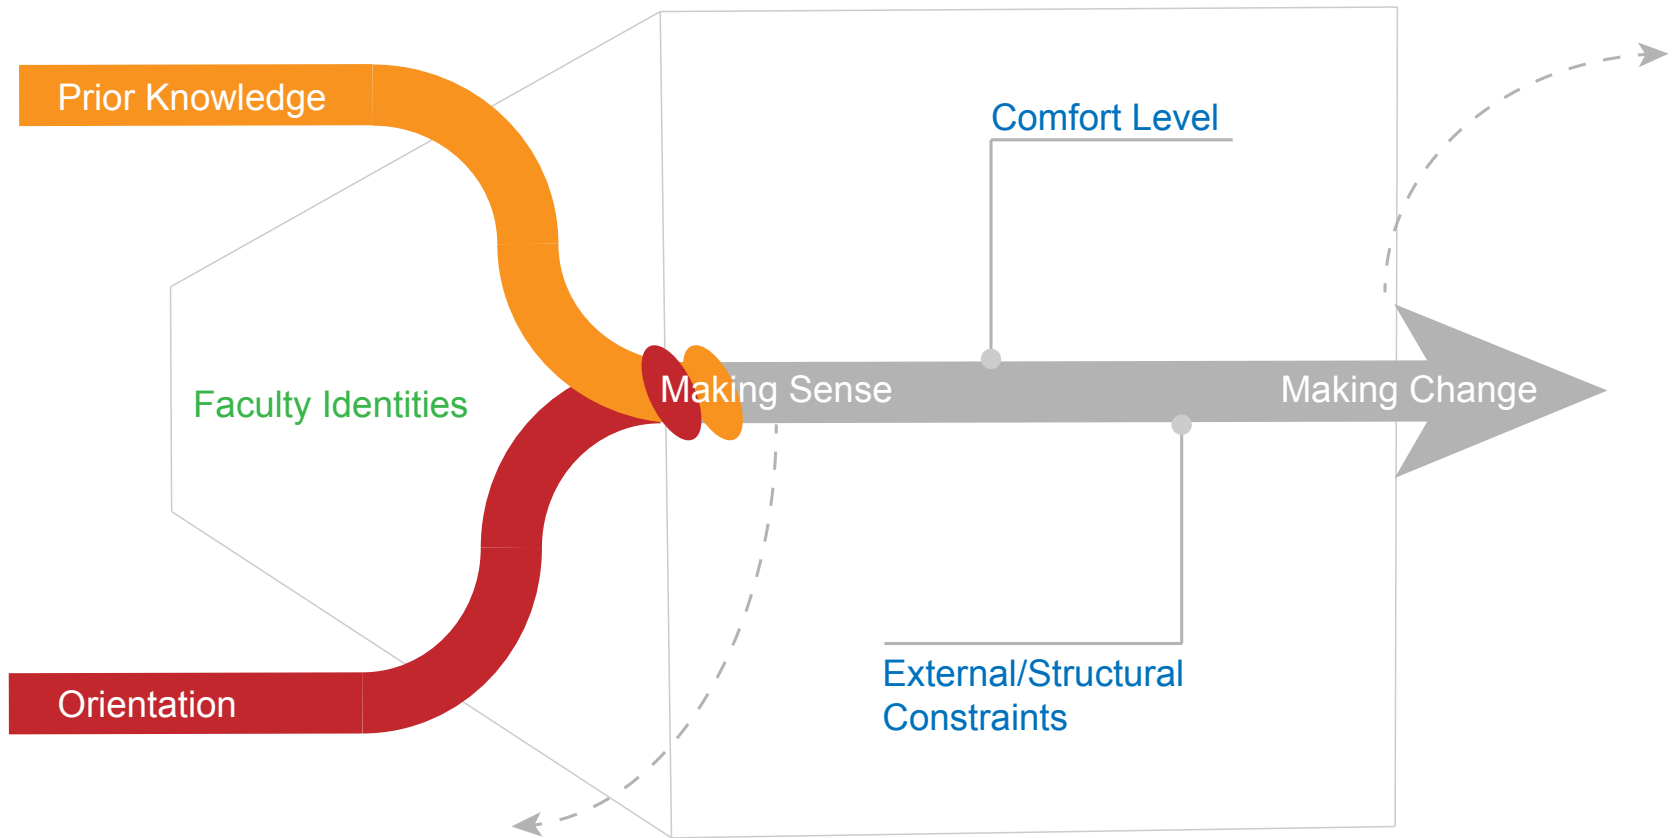 Prior Knowledge
Comfort Level
Faculty Identities
Making Sense
Making Change
External/Structural
Constraints
Orientation